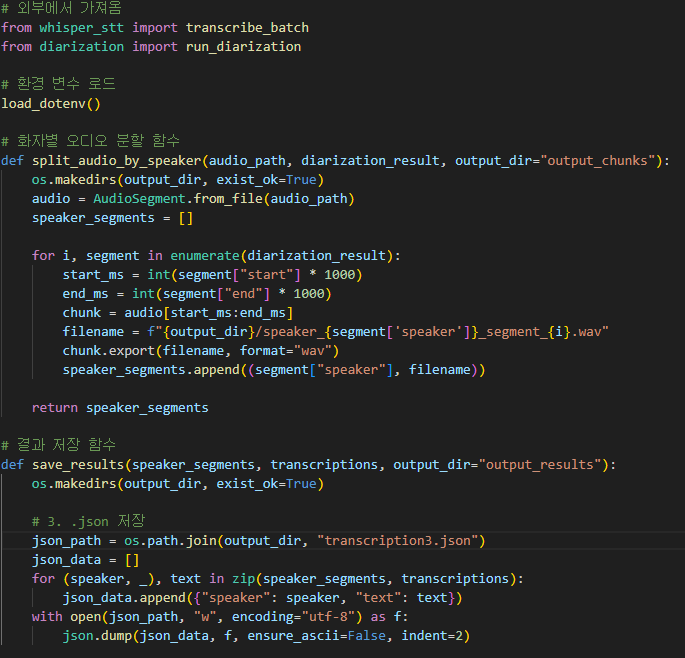 # 외부에서 가져옴
from whisper_stt import transcribe_batch
from diarization import run_diarization
# 환경 변수 로드
load_dotenv()
# 화자별 오디오 분할 함수
def split_audio_by_speaker(audio_path, diarization_result, output_dir="output_chunks"):
    os.makedirs(output_dir, exist_ok=True)
    audio = AudioSegment.from_file(audio_path)
    speaker_segments = []
    for i, segment in enumerate(diarization_result):
        start_ms = int(segment["start"] * 1000)
        end_ms = int(segment["end"] * 1000)
        chunk = audio[start_ms:end_ms]
        filename = f"{output_dir}/speaker_{segment['speaker']}_segment_{i}.wav"
        chunk.export(filename, format="wav")
        speaker_segments.append((segment["speaker"], filename))
    return speaker_segments
# 결과 저장 함수
def save_results(speaker_segments, transcriptions, output_dir="output_results"):
    os.makedirs(output_dir, exist_ok=True)
    # 3. .json 저장
    json_path = os.path.join(output_dir, "transcription3.json")
    json_data = []
    for (speaker, _), text in zip(speaker_segments, transcriptions):
        json_data.append({"speaker": speaker, "text": text})
    with open(json_path, "w", encoding="utf-8") as f:
        json.dump(json_data, f, ensure_ascii=False, indent=2)